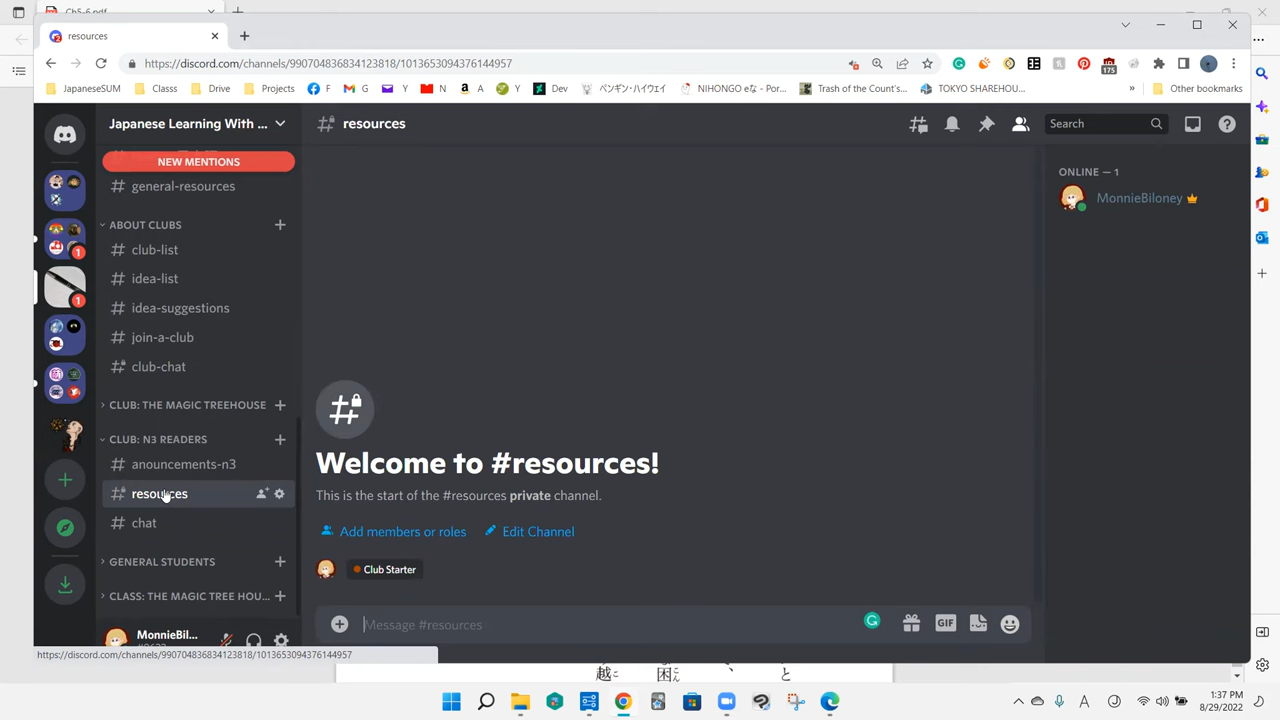 Ch5-6.pdf
resources
https://discord.com/channels/990704836834123818/1013653094376144957
175
JapaneseSUM
Classs
Drive
Projects
F
G
Y
N
A
Y
Dev
ペンギン・ハイウェイ
NIHONGO eな - Por...
Trash of the Count's...
TOKYO SHAREHOU...
»
Other bookmarks
Japanese Learning With ...
resources
Search
NEW MENTIONS
general-resources
ABOUT CLUBS
club-list
idea-list
idea-suggestions
join-a-club
club-chat
CLUB: THE MAGIC TREEHOUSE
CLUB: N3 READERS
anouncements-n3
resources
chat
GENERAL STUDENTS
CLASS: THE MAGIC TREE HOU...
MonnieBil...
1
1
ONLINE — 1
MonnieBiloney
Welcome to #resources!
This is the start of the #resources private channel.
Add members or roles
Edit Channel
Club Starter
Message #resources
GIF
https://discord.com/channels/990704836834123818/1013653094376144957
越に
困こん
、
と
A
1:37 PM
8/29/2022